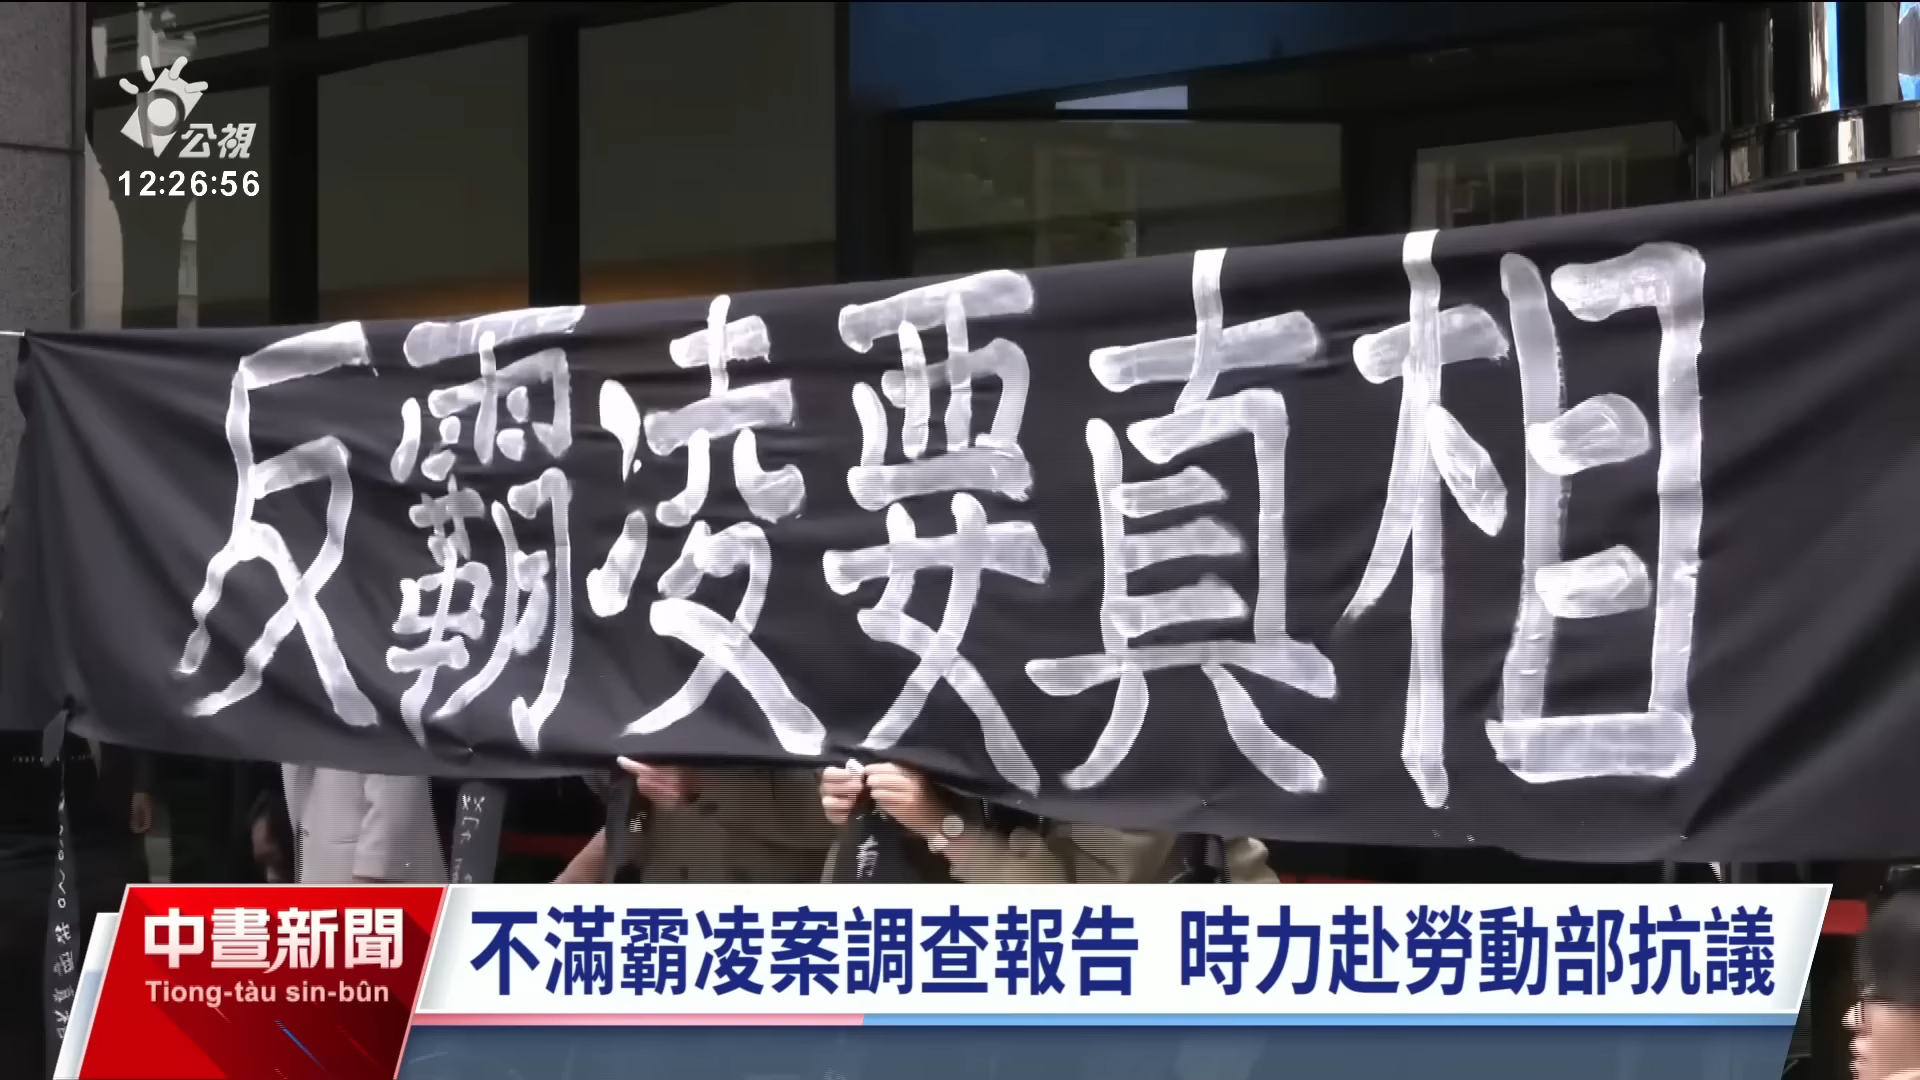 公視
12:26:56
反霸凌要真相
中晝新聞
Tiong-tàu sin-bûn
不滿霸凌案調查報告 時力赴勞動部抗議